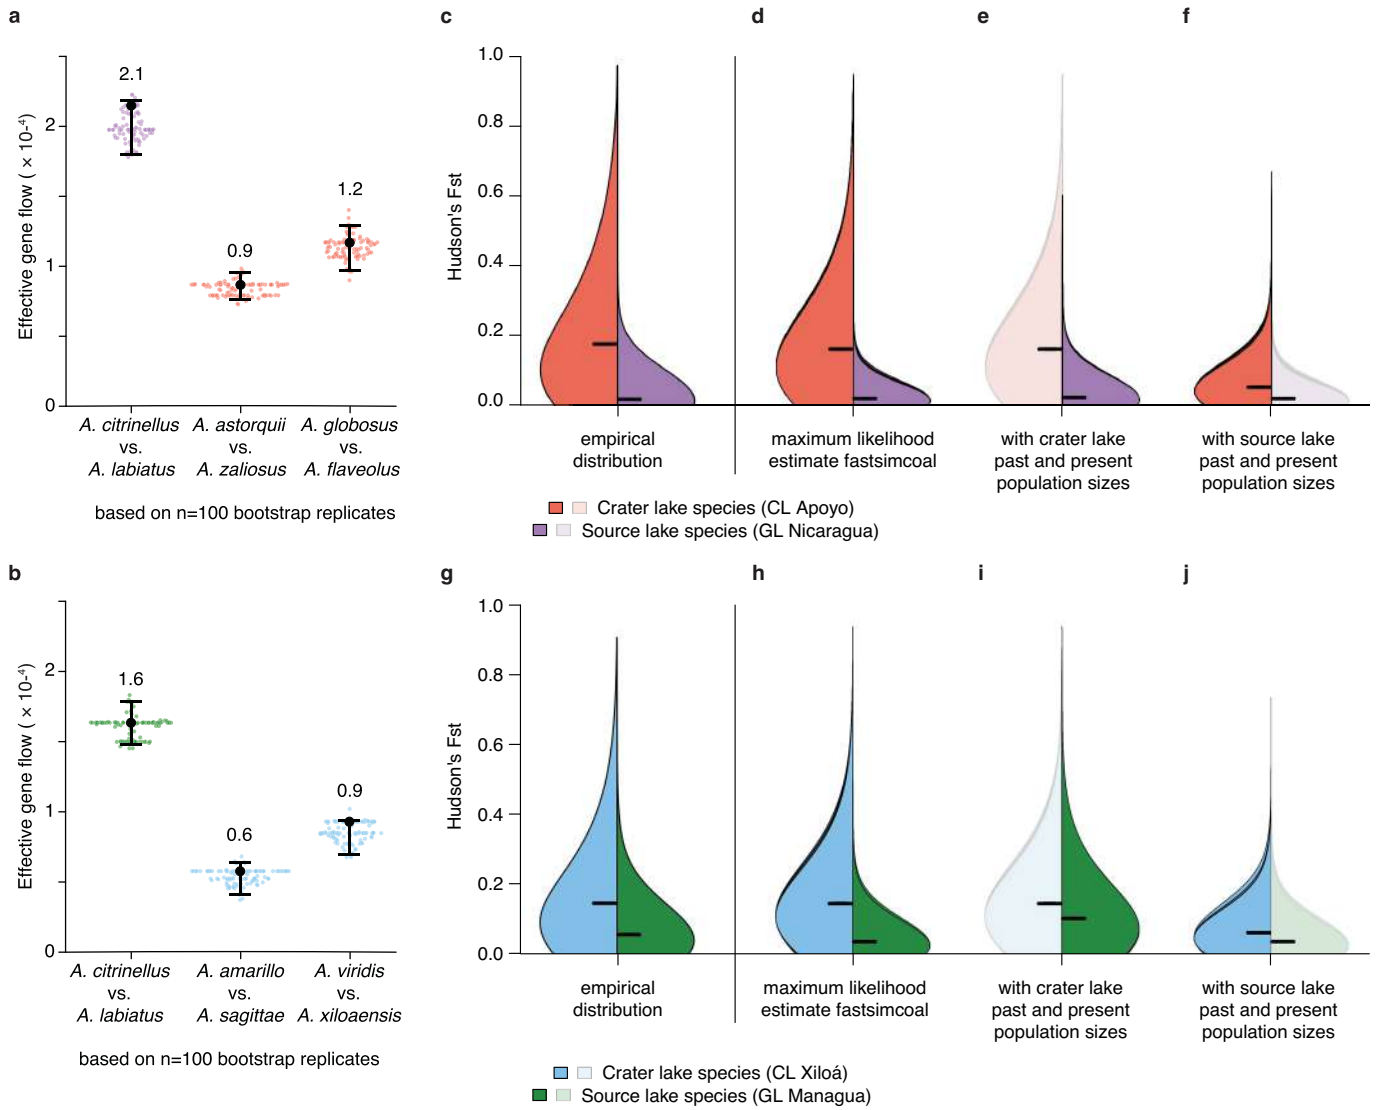 a
c
d
e
f
Effective gene flow ( × 10-4)
2
1
0
2.1
0.9
1.2
A. citrinellus
vs.
A. labiatus
A. astorquii
vs.
A. zaliosus
A. globosus
vs.
A. flaveolus
based on n=100 bootstrap replicates
Hudson's Fst
1.0
0.8
0.6
0.4
0.2
0.0
empirical
distribution
maximum likelihood
estimate fastsimcoal
with crater lake
past and present
population sizes
with source lake
past and present
population sizes
Crater lake species (CL Apoyo)
Source lake species (GL Nicaragua)
b
g
h
i
j
Effective gene flow ( × 10-4)
2
1
0
1.6
0.6
0.9
A. citrinellus
vs.
A. labiatus
A. amarillo
vs.
A. sagittae
A. viridis
vs.
A. xiloaensis
based on n=100 bootstrap replicates
Hudson's Fst
1.0
0.8
0.6
0.4
0.2
0.0
empirical
distribution
maximum likelihood
estimate fastsimcoal
with crater lake
past and present
population sizes
with source lake
past and present
population sizes
Crater lake species (CL Xiloá)
Source lake species (GL Managua)